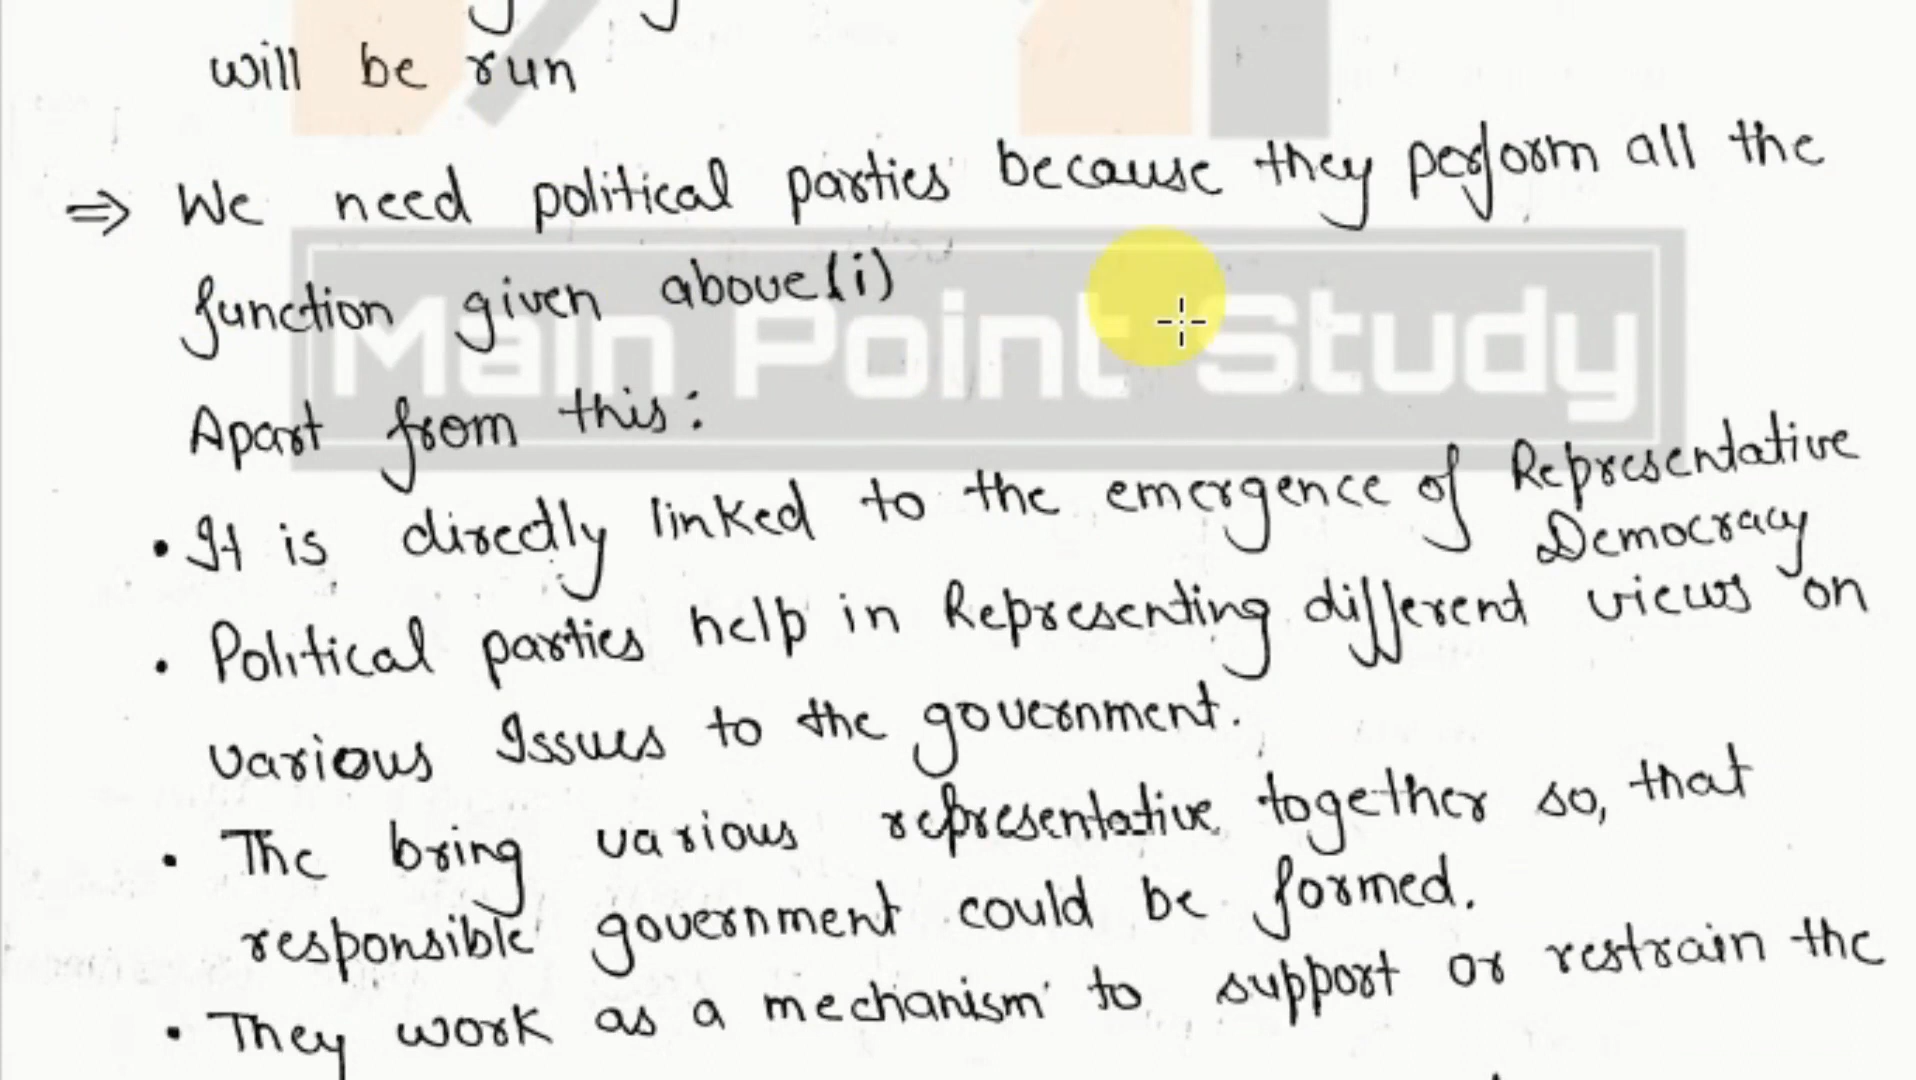 will be run
⇒ We need political parties because they perform all the
function given above(i)
Main Point Study
Apart from this:
• It is directly linked to the emergence of Representative
Democracy
• Political parties help in Representing different views on
various Issues to the government.
• The bring various representative together so, that
responsible government could be formed.
• They work as a mechanism to support or restrain the